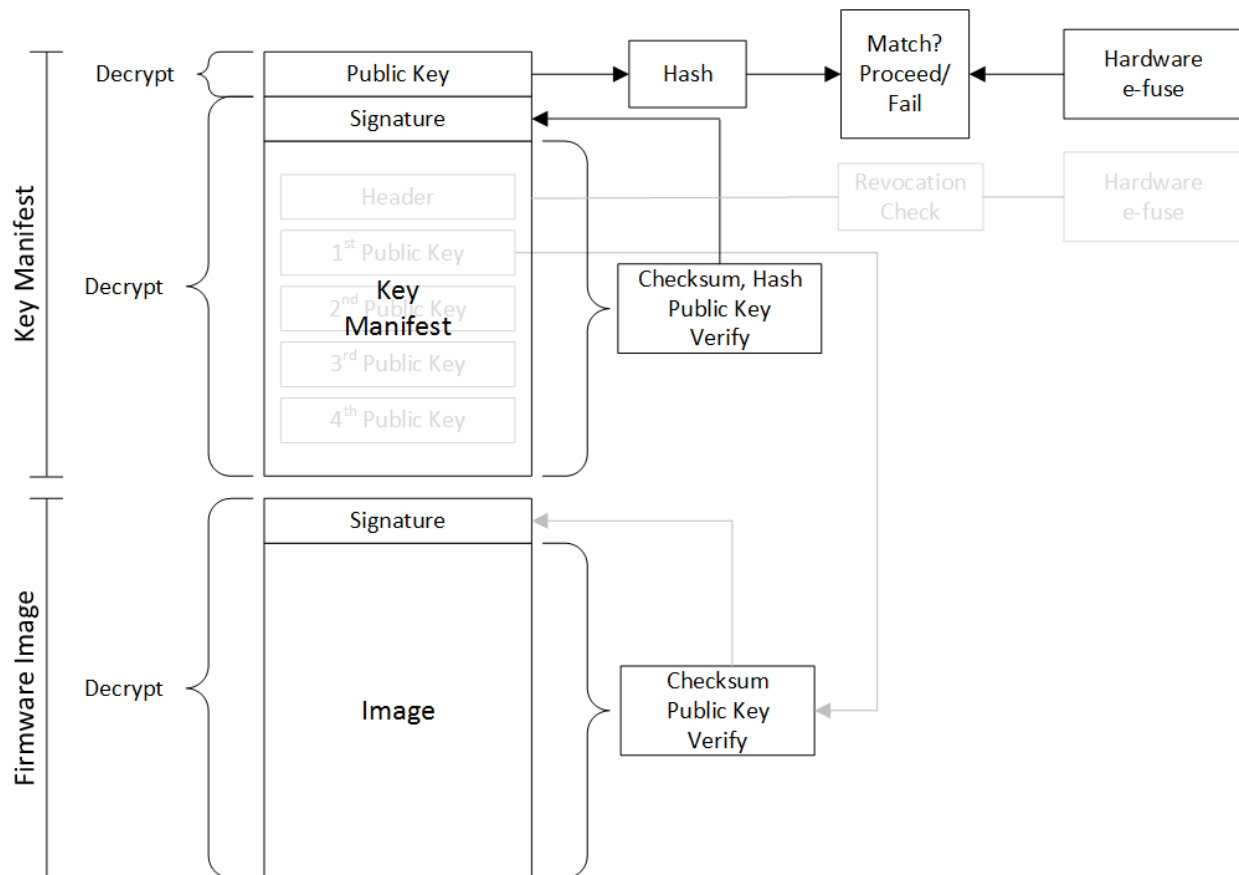 Decrypt
Public Key
Hash
Match?
Proceed/
Fail
Hardware
e-fuse
Signature
Key Manifest
Decrypt
Header
Revocation
Check
Hardware
e-fuse
1st Public Key
2nd Public Key
Key
Manifest
3rd Public Key
4th Public Key
Checksum, Hash
Public Key
Verify
Firmware Image
Signature
Decrypt
Image
Checksum
Public Key
Verify